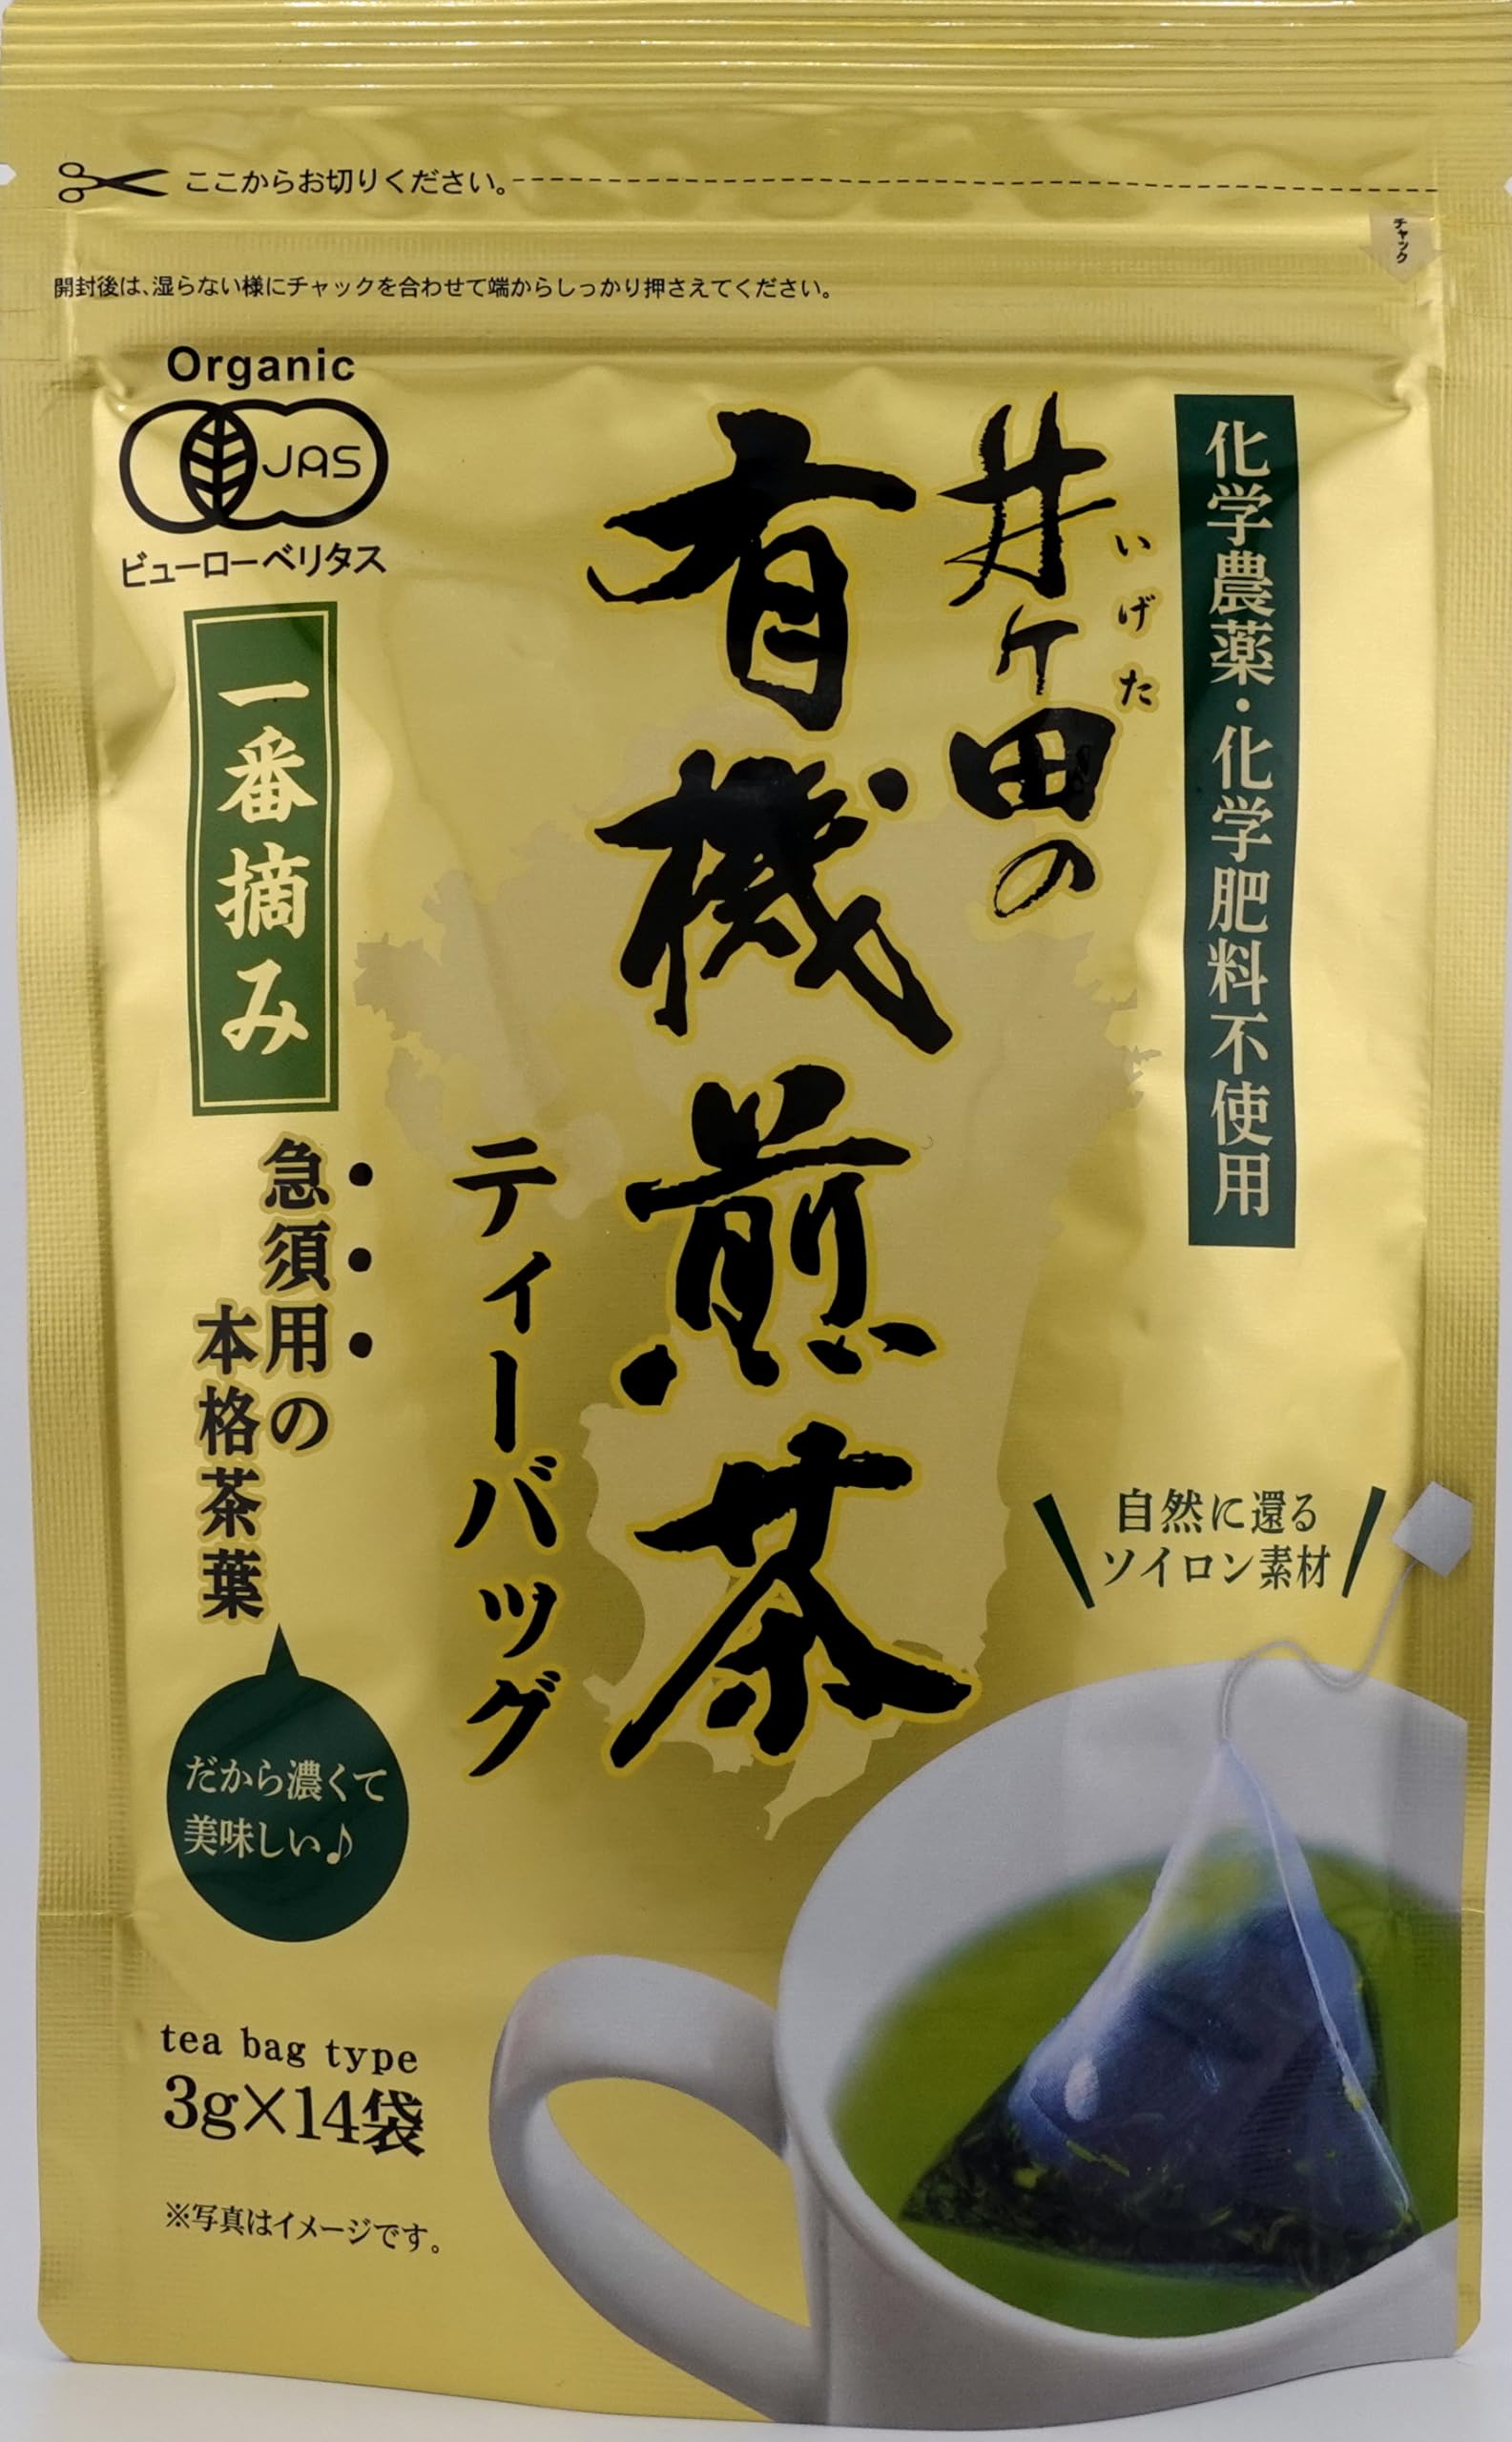 ここからお切りください。
チャック
開封後は、湿らない様にチャックを合わせて端からしっかり押さえてください。
Organic
JAS
ビューローベリタス
化学農薬・化学肥料不使用
いげた
井ヶ田の
有機煎茶
ティーバッグ
一番摘み
急須用の
本格茶葉
だから濃くて
美味しい♪
自然に還る
ソイロン素材
tea bag type
3g×14袋
※写真はイメージです。